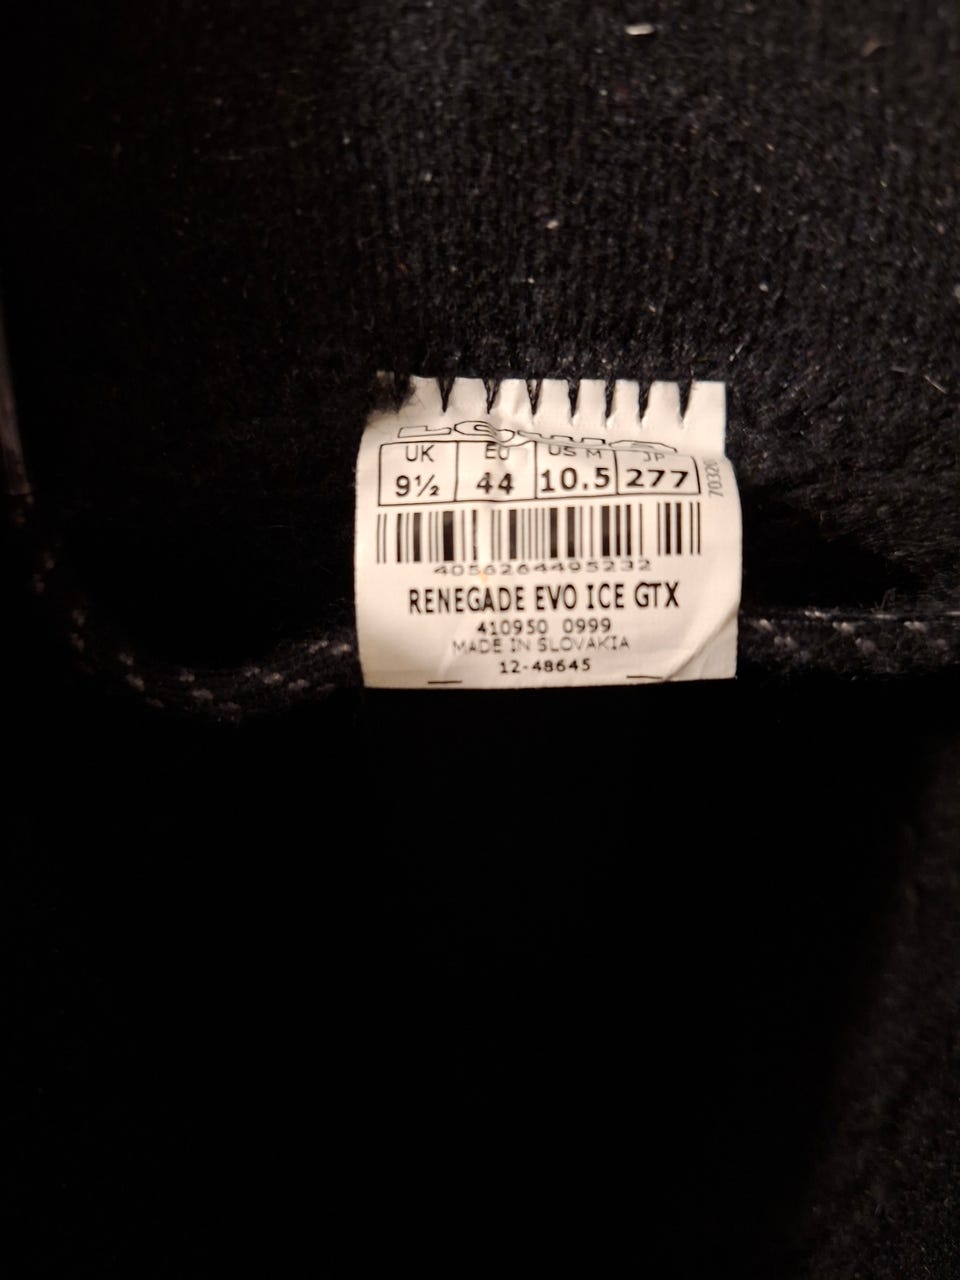 LOWA
UK EU US M JP
9½ 44 10.5 277
4056264495232
RENEGADE EVO ICE GTX
410950 0999
MADE IN SLOVAKIA
12-48645